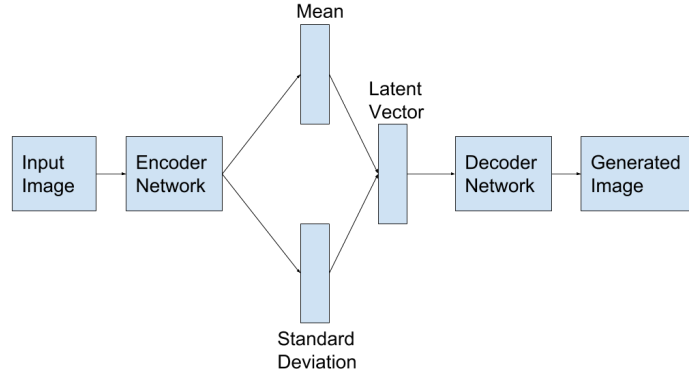 Mean
Latent
Vector
Input
Image
Encoder
Network
Decoder
Network
Generated
Image
Standard
Deviation